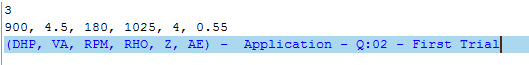 3
900, 4.5, 180, 1025, 4, 0.55
(DHP, VA, RPM, RHO, Z, AE) - Application - Q:02 - First Trial